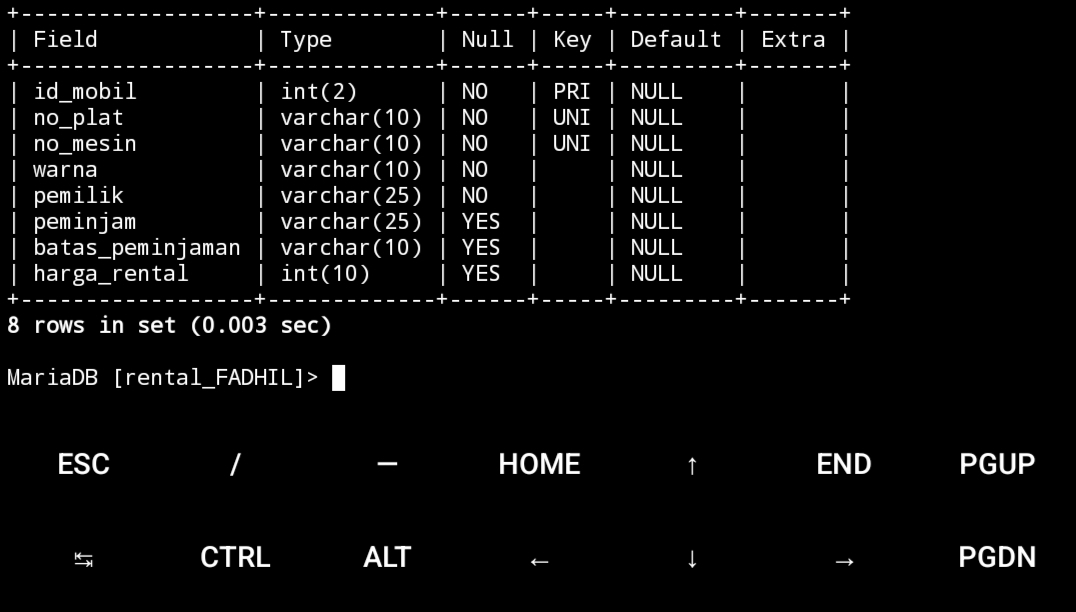 +------------------+-------------+------+-----+---------+-------+
| Field            | Type        | Null | Key | Default | Extra |
+------------------+-------------+------+-----+---------+-------+
| id_mobil         | int(2)      | NO   | PRI | NULL    |       |
| no_plat          | varchar(10) | NO   | UNI | NULL    |       |
| no_mesin         | varchar(10) | NO   | UNI | NULL    |       |
| warna            | varchar(10) | NO   |     | NULL    |       |
| pemilik          | varchar(25) | NO   |     | NULL    |       |
| peminjam         | varchar(25) | YES  |     | NULL    |       |
| batas_peminjaman | varchar(10) | YES  |     | NULL    |       |
| harga_rental     | int(10)     | YES  |     | NULL    |       |
+------------------+-------------+------+-----+---------+-------+
8 rows in set (0.003 sec)
MariaDB [rental_FADHIL]>
ESC / — HOME ↑ END PGUP
↹ CTRL ALT ← ↓ → PGDN